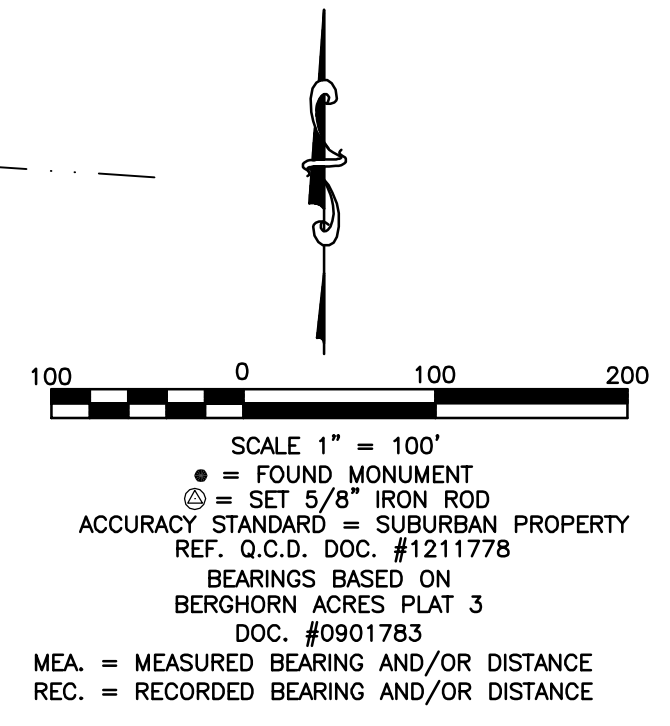 100 0 100 200
SCALE 1" = 100'
= FOUND MONUMENT
= SET 5/8" IRON ROD
ACCURACY STANDARD = SUBURBAN PROPERTY
REF. Q.C.D. DOC. #1211778
BEARINGS BASED ON
BERGHORN ACRES PLAT 3
DOC. #0901783
MEA. = MEASURED BEARING AND/OR DISTANCE
REC. = RECORDED BEARING AND/OR DISTANCE